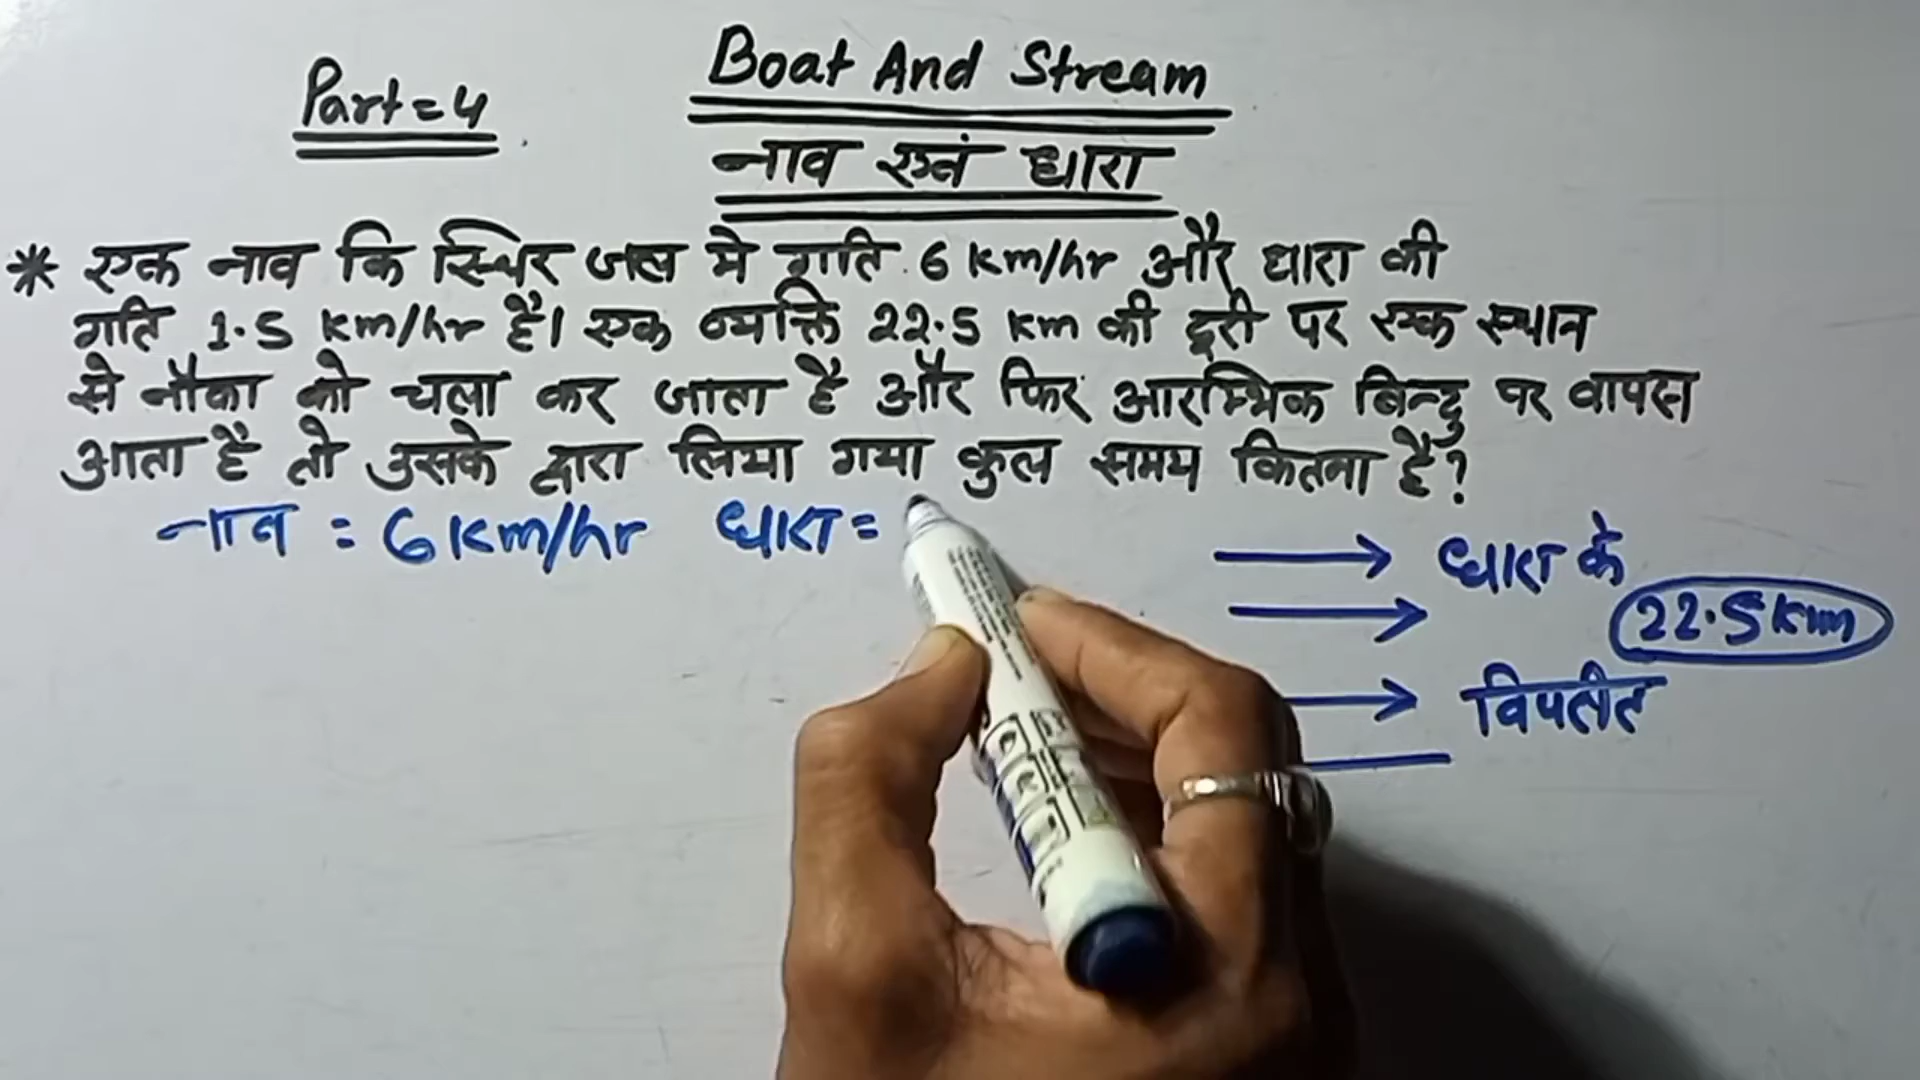 Part = 4
Boat And Stream
नाव एवं धारा
* एक नाव कि स्थिर जल मे गति 6 km/hr और धारा की
गति 1.5 km/hr है। एक व्यक्ति 22.5 km की दूरी पर एक स्थान
से नौका को चला कर जाता है और फिर आरम्भिक बिन्दु पर वापस
आता है तो उसके द्वारा लिया गया कुल समय कितना है?
नाव = 6 km/hr धारा =
→ धारा के
→ 22.5 km
→ विपरीत